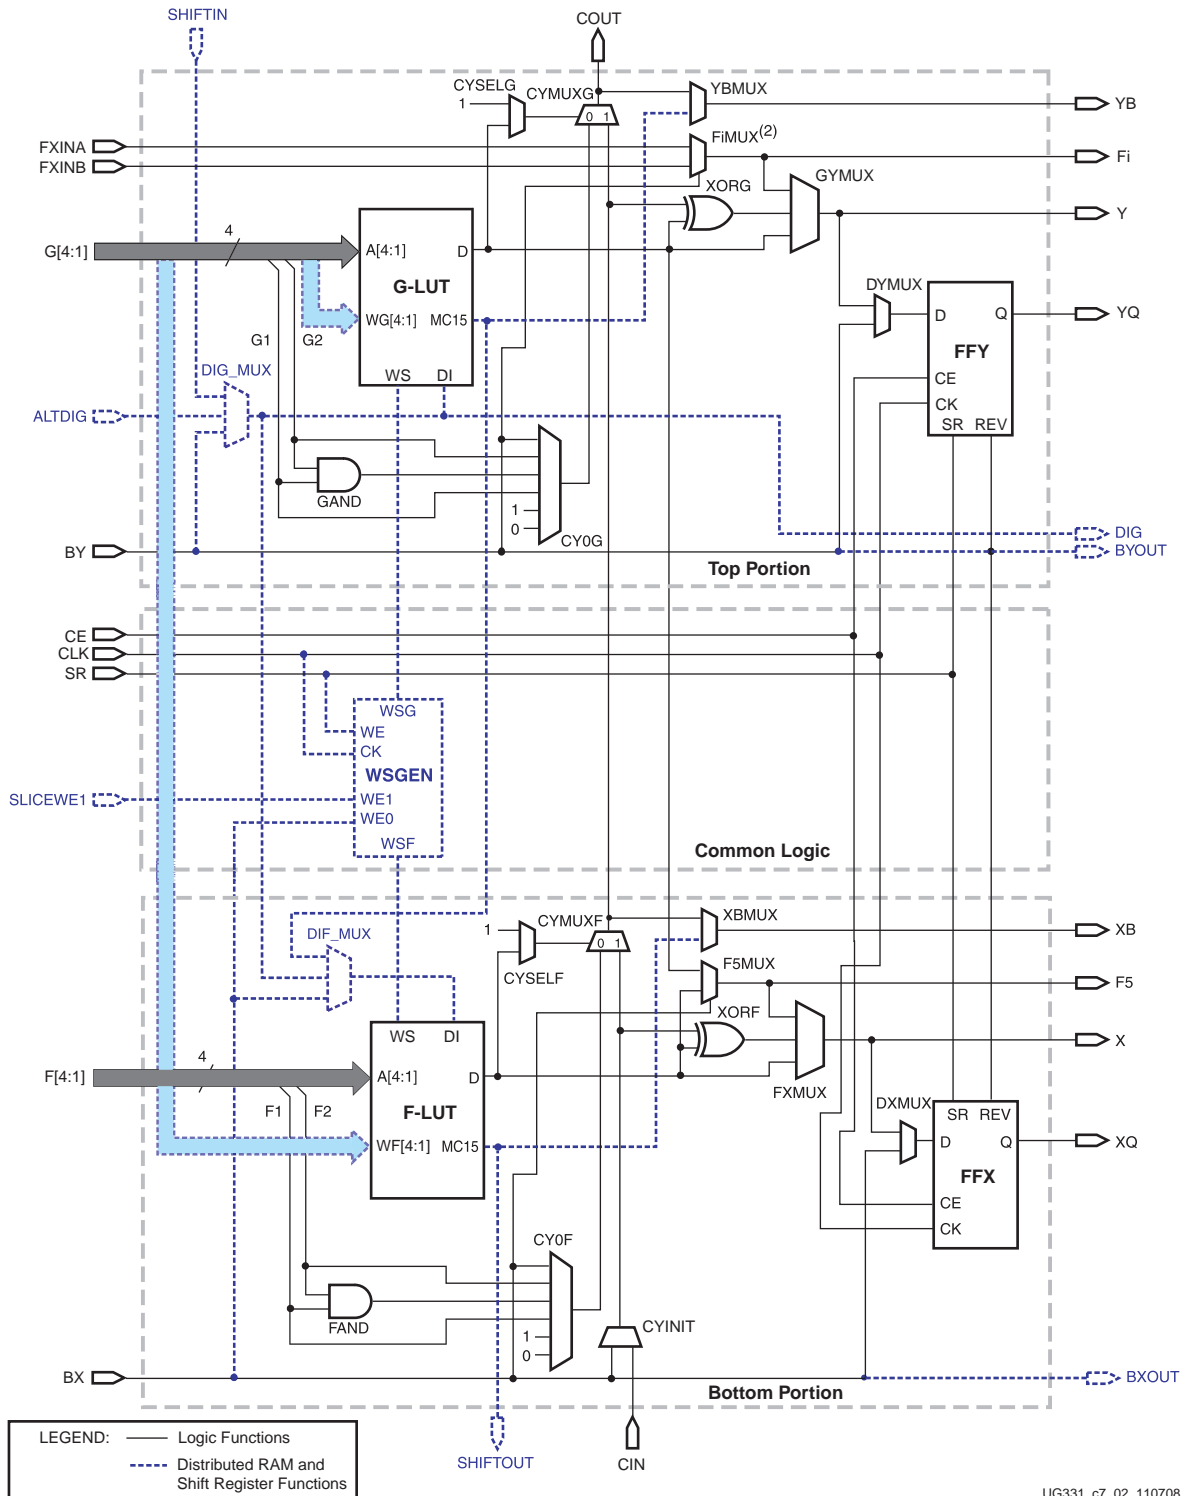 SHIFTIN
COUT
CYSELG
CYMUXG
YBMUX
1
0 1
YB
FiMUX(2)
FXINA
FXINB
Fi
XORG
GYMUX
Y
4
G[4:1]
A[4:1]
D
G-LUT
WG[4:1]
MC15
WS
DI
G1
G2
DYMUX
D
Q
YQ
FFY
CE
CK
SR
REV
DIG_MUX
ALTDIG
GAND
1
0
CY0G
DIG
BY
BYOUT
Top Portion
CE
CLK
SR
WSG
WE
CK
WSGEN
SLICEWE1
WE1
WE0
WSF
Common Logic
CYMUXF
XBMUX
1
0 1
XB
DIF_MUX
CYSELF
F5MUX
F5
XORF
WS
DI
X
4
F[4:1]
A[4:1]
D
FXMUX
F1
F2
F-LUT
WF[4:1]
MC15
DXMUX
SR
REV
D
Q
XQ
FFX
CE
CK
CY0F
FAND
1
0
CYINIT
BX
BXOUT
Bottom Portion
LEGEND:
Logic Functions
Distributed RAM and
Shift Register Functions
SHIFTOUT
CIN
UG331_c7_02_110708